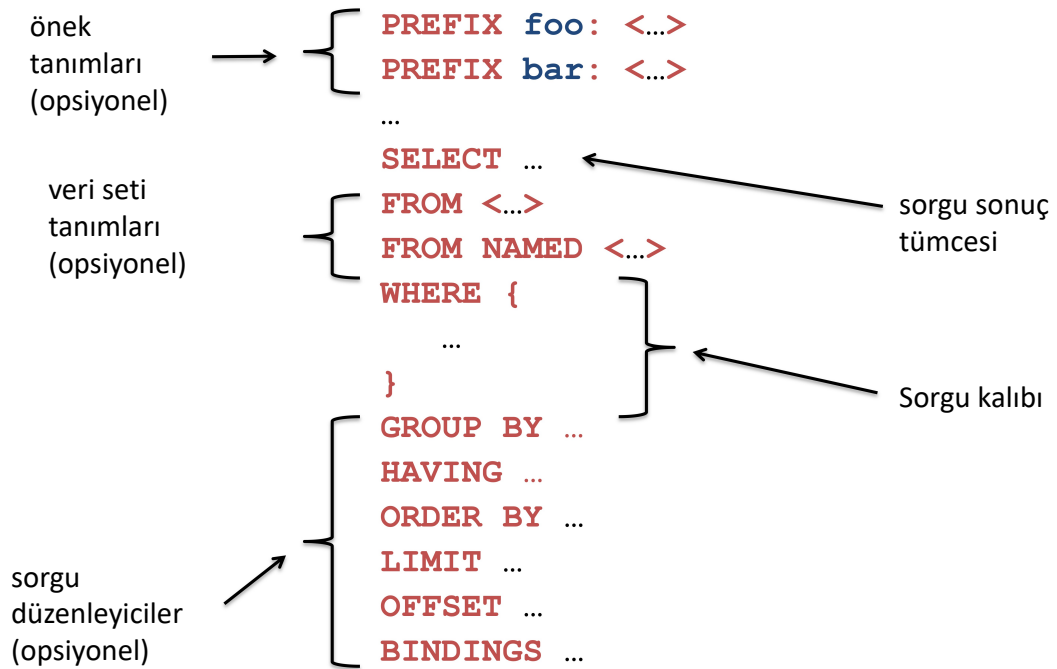 önek
tanımları
(opsiyonel)
PREFIX foo: <…>
PREFIX bar: <…>
…
SELECT …
veri seti
tanımları
(opsiyonel)
FROM <…>
FROM NAMED <…>
sorgu sonuç
tümcesi
WHERE {
…
}
Sorgu kalıbı
GROUP BY …
HAVING …
ORDER BY …
LIMIT …
OFFSET …
BINDINGS …
sorgu
düzenleyiciler
(opsiyonel)